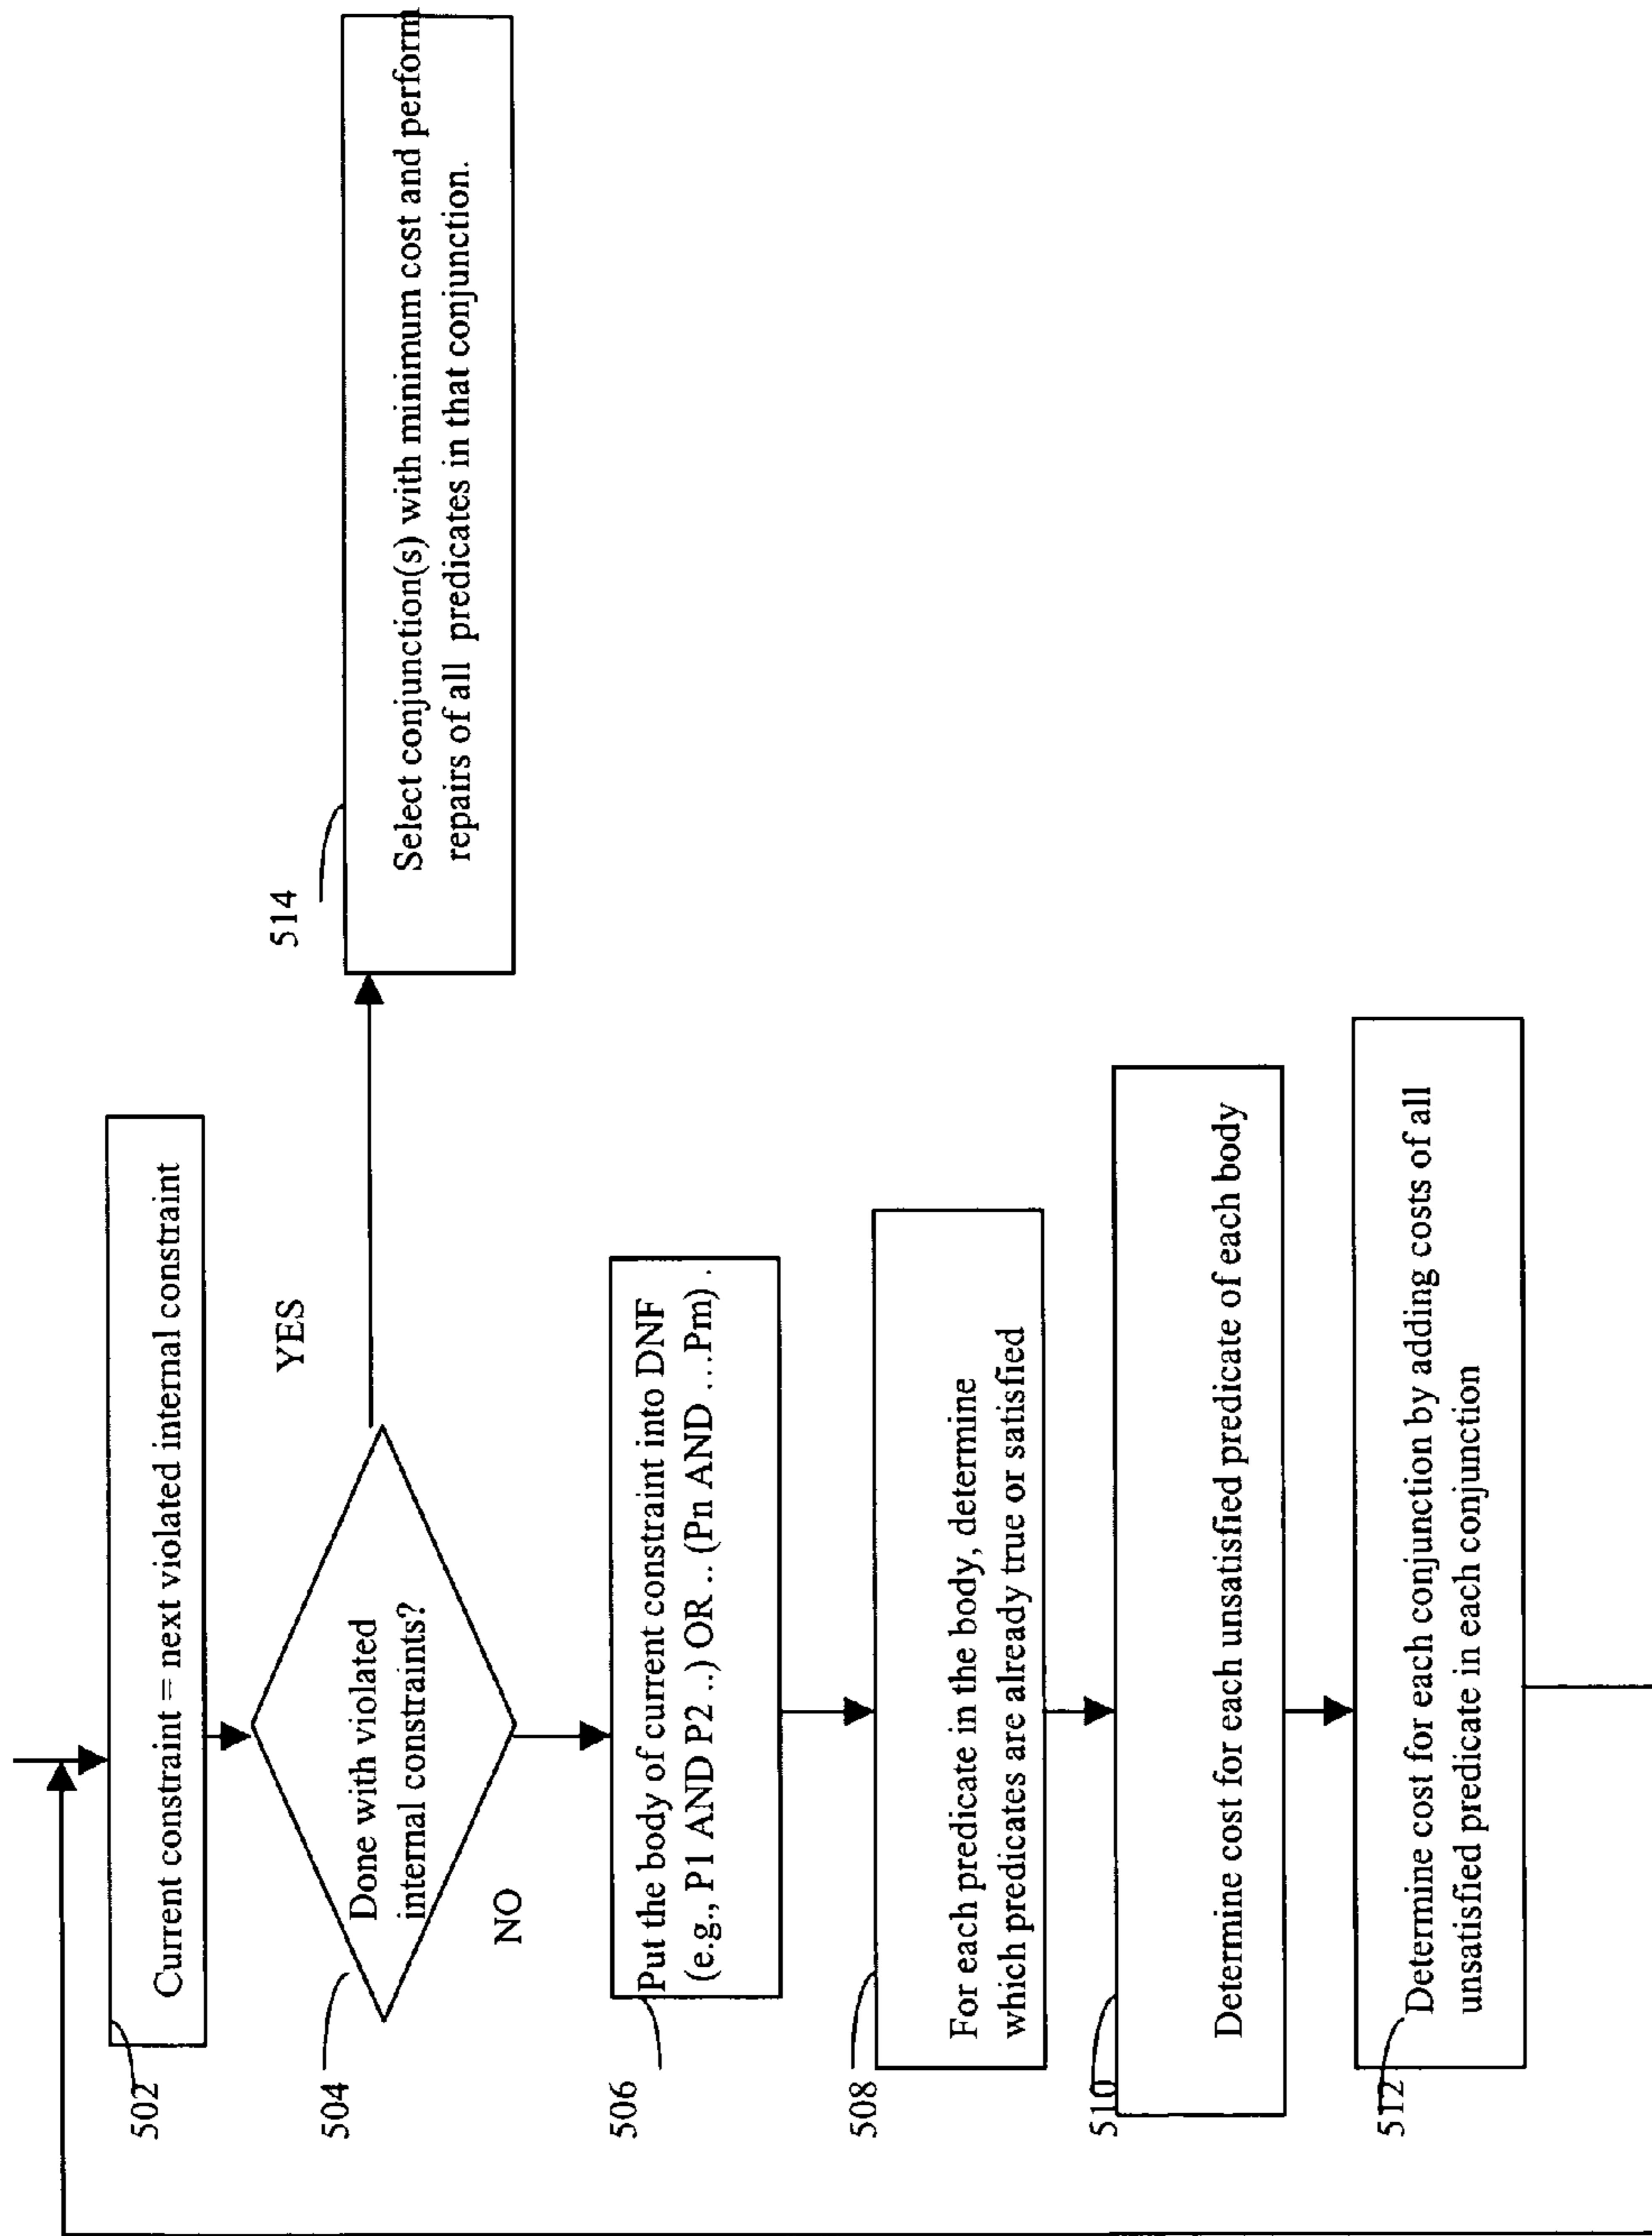 502
Current constraint = next violated internal constraint
504
Done with violated
internal constraints?
YES
NO
514
Select conjunction(s) with minimum cost and perform
repairs of all predicates in that conjunction.
506
Put the body of current constraint into DNF
(e.g., P1 AND P2 ..) OR .. (Pn AND ...Pm) .
508
For each predicate in the body, determine
which predicates are already true or satisfied
510
Determine cost for each unsatisfied predicate of each body
512
Determine cost for each conjunction by adding costs of all
unsatisfied predicate in each conjunction